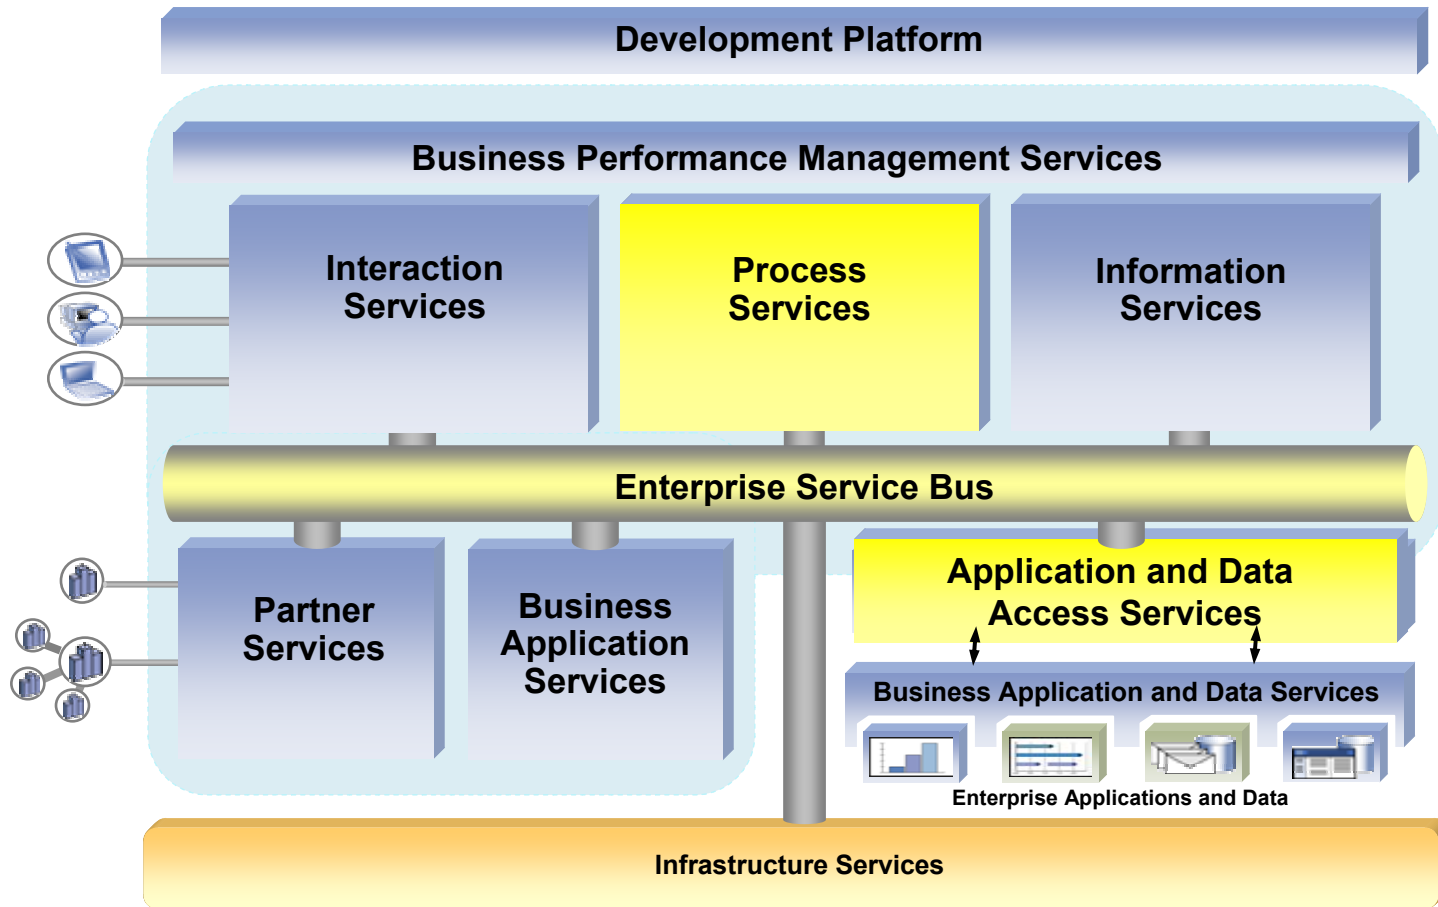 Development Platform
Business Performance Management Services
Interaction
Services
Process
Services
Information
Services
Enterprise Service Bus
Partner
Services
Business
Application
Services
Application and Data
Access Services
Business Application and Data Services
Enterprise Applications and Data
Infrastructure Services